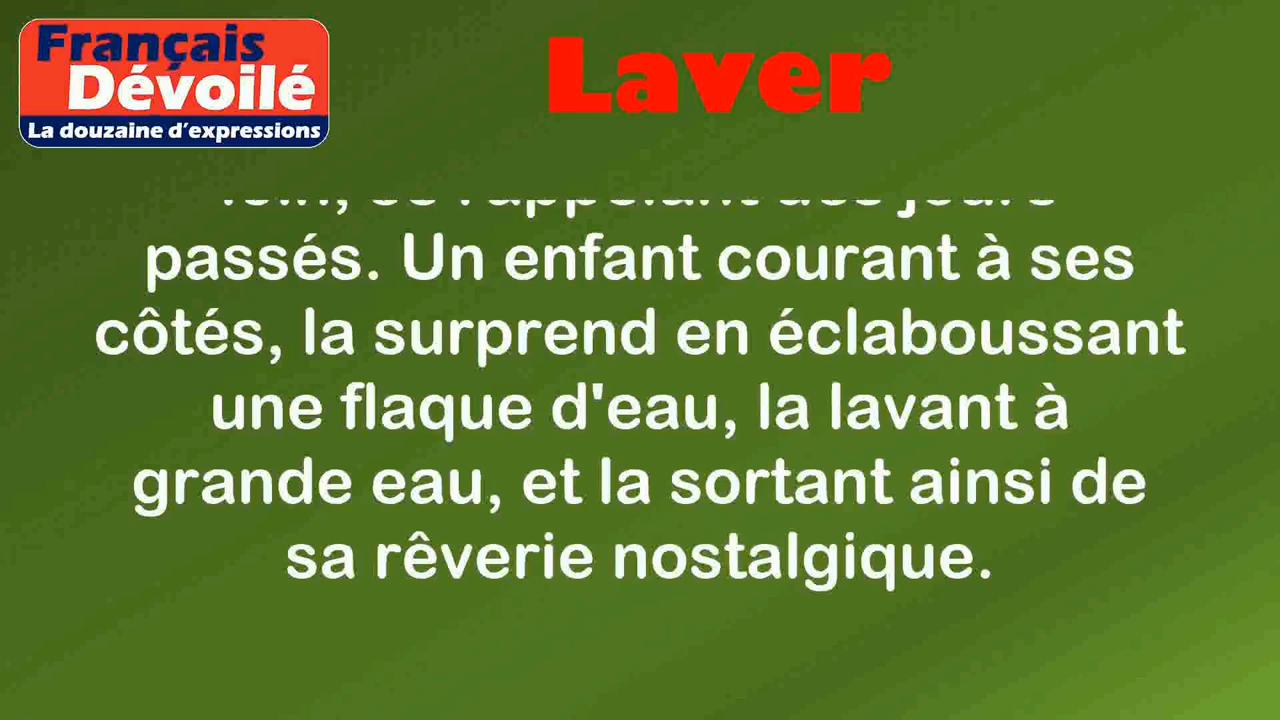 Français
Dévoilé
La douzaine d'expressions
Laver
passés. Un enfant courant à ses
côtés, la surprend en éclaboussant
une flaque d'eau, la lavant à
grande eau, et la sortant ainsi de
sa rêverie nostalgique.